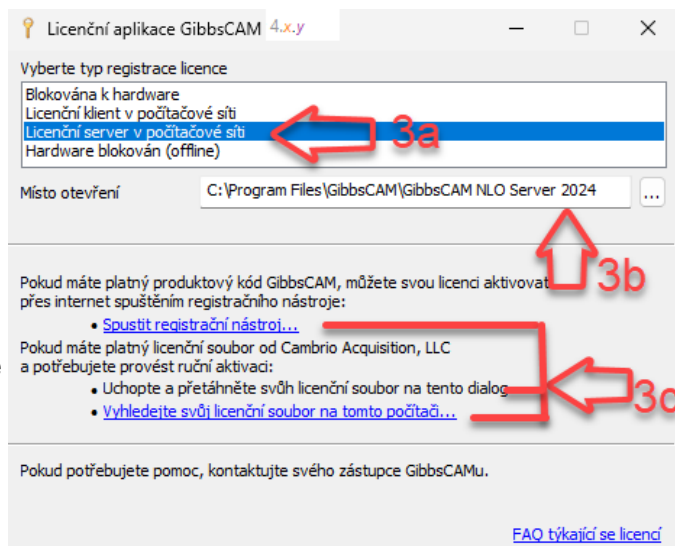 Licenční aplikace GibbsCAM 4.x.y
Vyberte typ registrace licence
Blokována k hardware
Licenční klient v počítačové síti
Licenční server v počítačové síti
3a
Hardware blokován (offline)
Místo otevření C:\Program Files\GibbsCAM\GibbsCAM NLO Server 2024 ...
3b
Pokud máte platný produktový kód GibbsCAM, můžete svou licenci aktivovat
přes internet spuštěním registračního nástroje:
• Spustit registrační nástroj...
Pokud máte platný licenční soubor od Cambrio Acquisition, LLC
a potřebujete provést ruční aktivaci:
• Uchopte a přetáhněte svůh licenční soubor na tento dialog
3c
• Vyhledejte svůj licenční soubor na tomto počítači...
Pokud potřebujete pomoc, kontaktujte svého zástupce GibbsCAMu.
FAQ týkající se licencí